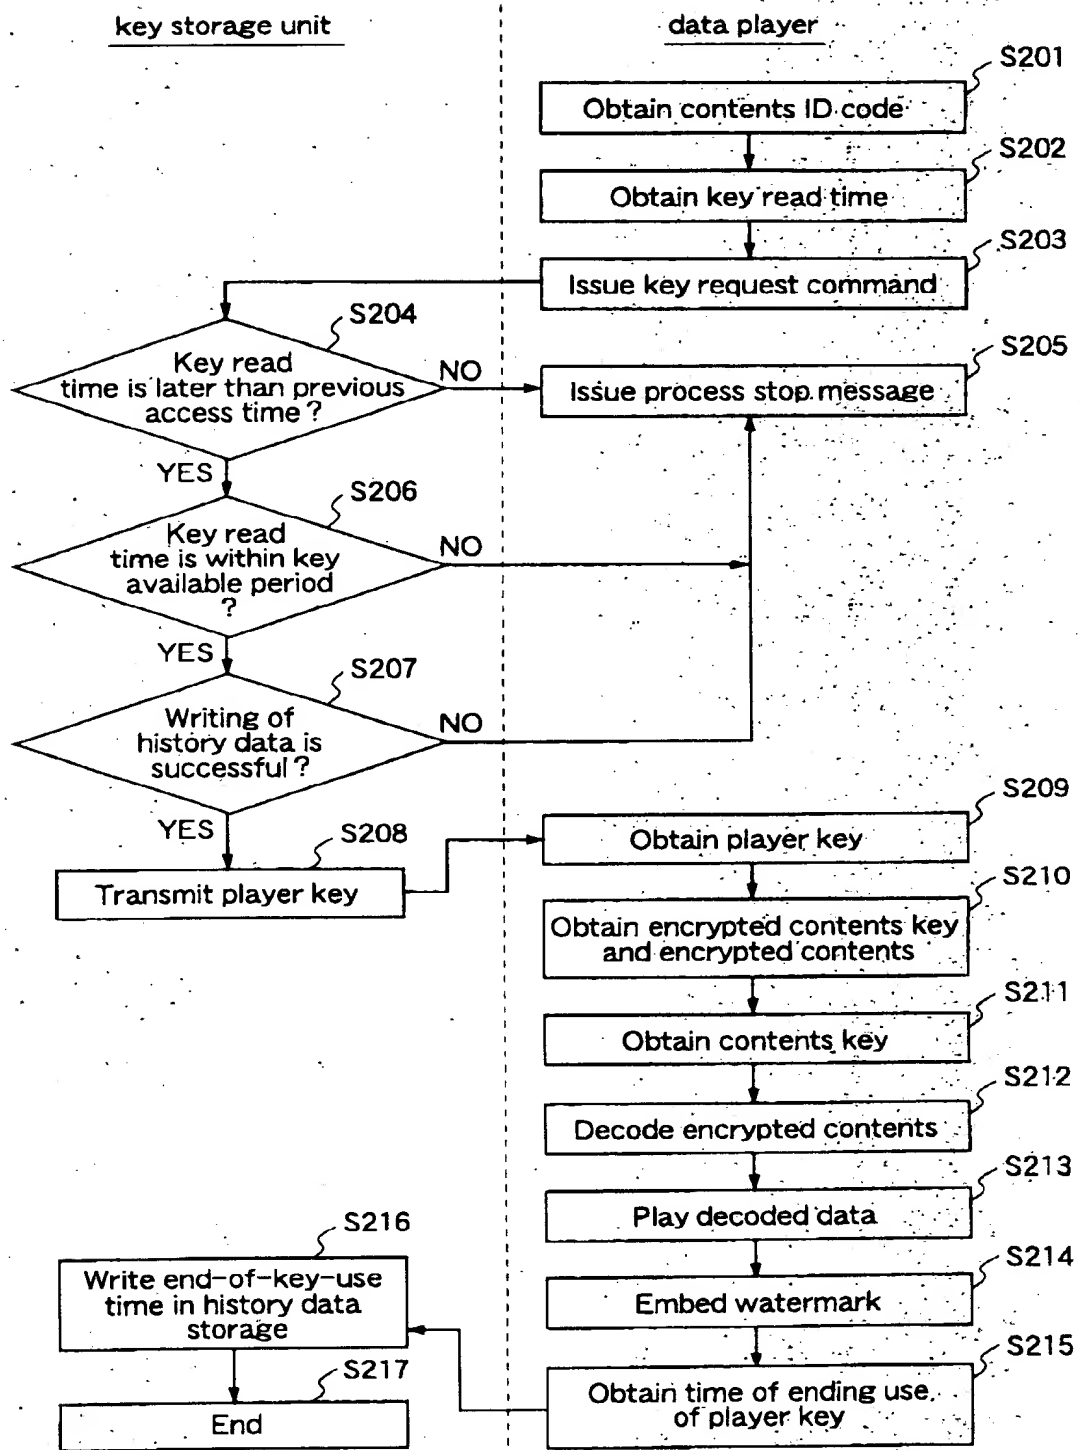 key storage unit
data player
S201
Obtain contents ID code
S202
Obtain key read time
S203
Issue key request command
S204
Key read
time is later than previous
access time ?
NO
S205
Issue process stop message
YES
S206
Key read
time is within key
available period
?
NO
YES
S207
Writing of
history data is
successful ?
NO
YES
S208
Transmit player key
S209
Obtain player key
S210
Obtain encrypted contents key
and encrypted contents
S211
Obtain contents key
S212
Decode encrypted contents
S213
Play decoded data
S214
Embed watermark
S215
Obtain time of ending use
of player key
S216
Write end-of-key-use
time in history data
storage
S217
End